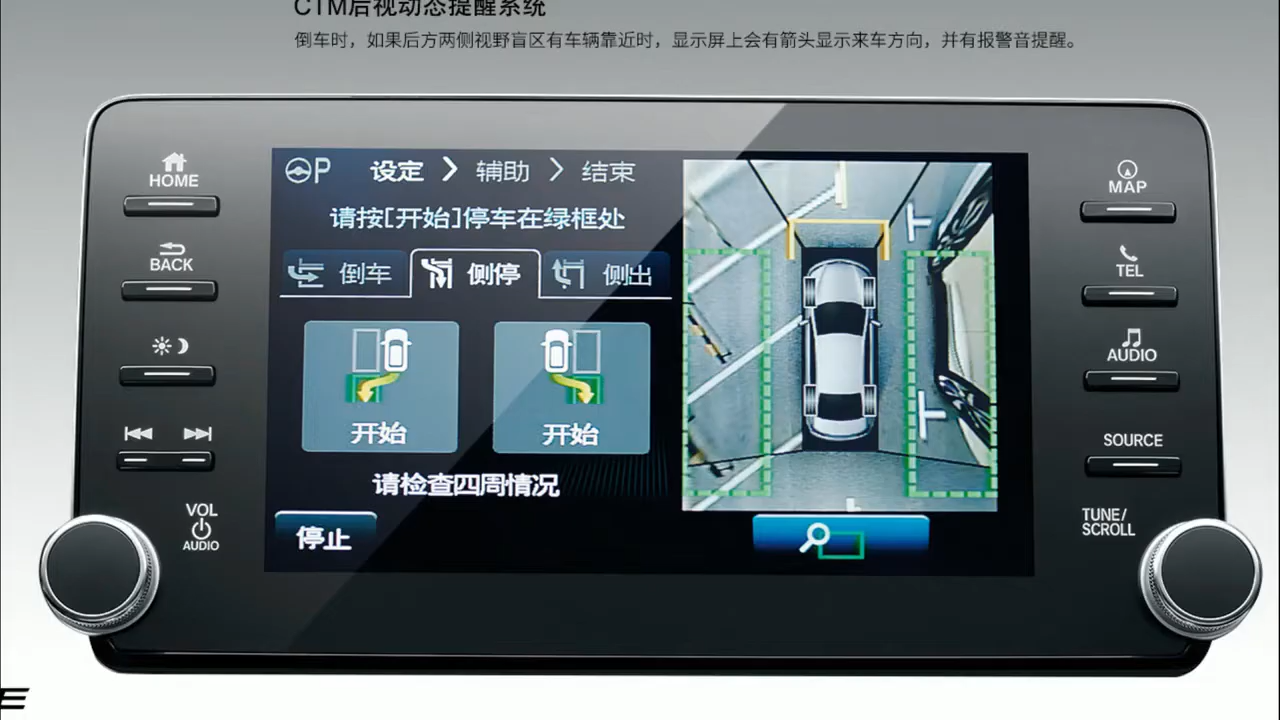 CTM后视动态提醒系统
倒车时，如果后方两侧视野盲区有车辆靠近时，显示屏上会有箭头显示来车方向，并有报警音提醒。
HOME
BACK
VOL
AUDIO
P 设定 > 辅助 > 结束
请按[开始]停车在绿框处
倒车 侧停 侧出
开始 开始
请检查四周情况
停止
MAP
TEL
AUDIO
SOURCE
TUNE/
SCROLL
E